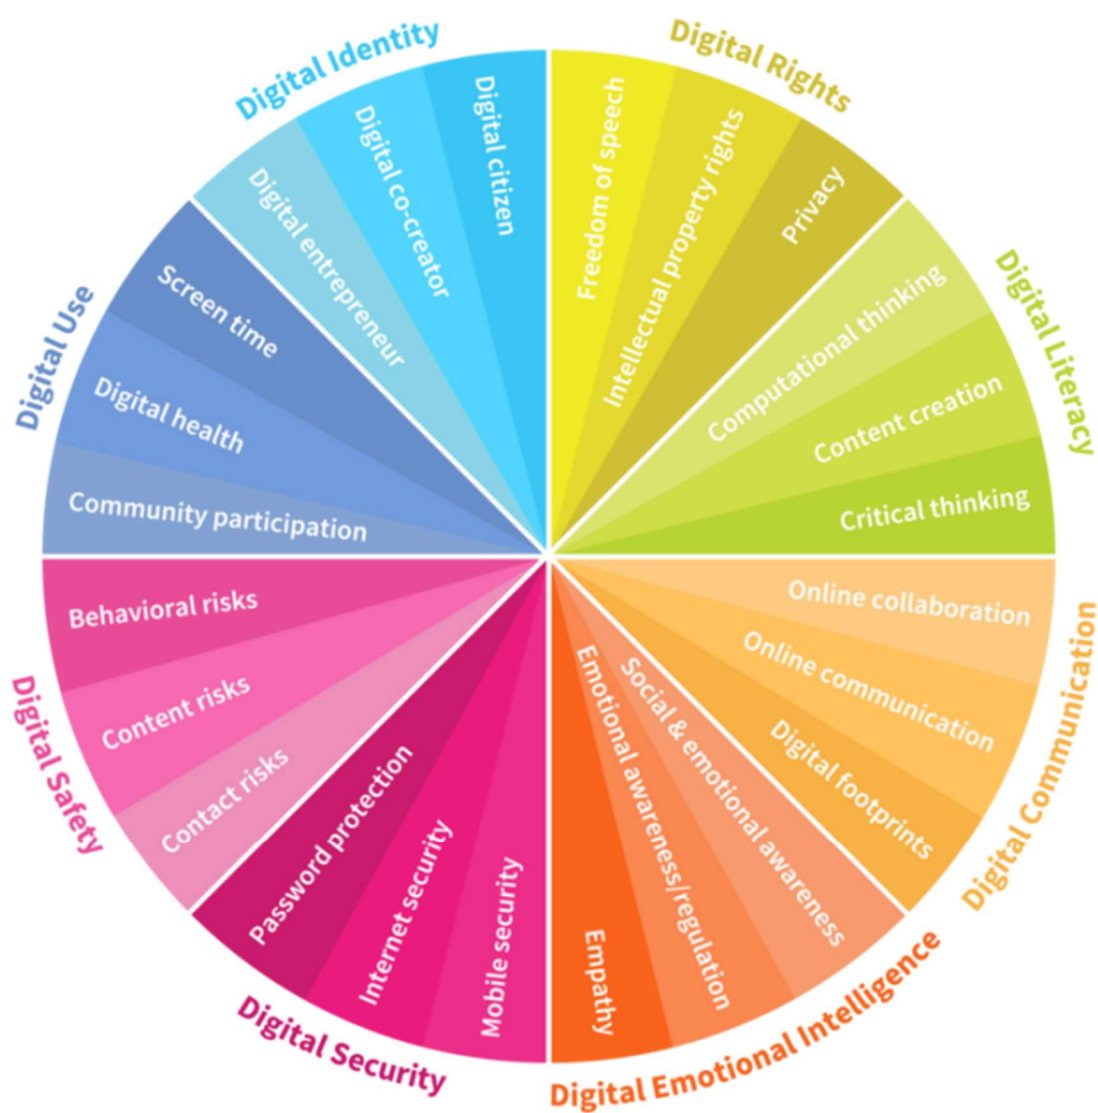 Digital Rights
Freedom of speech
Intellectual property rights
Privacy
Digital Literacy
Computational thinking
Content creation
Critical thinking
Digital Communication
Online collaboration
Online communication
Digital footprints
Digital Emotional Intelligence
Social & emotional awareness
Emotional awareness/regulation
Empathy
Digital Security
Mobile security
Internet security
Password protection
Digital Safety
Contact risks
Content risks
Behavioral risks
Digital Use
Community participation
Digital health
Screen time
Digital Identity
Digital entrepreneur
Digital co-creator
Digital citizen